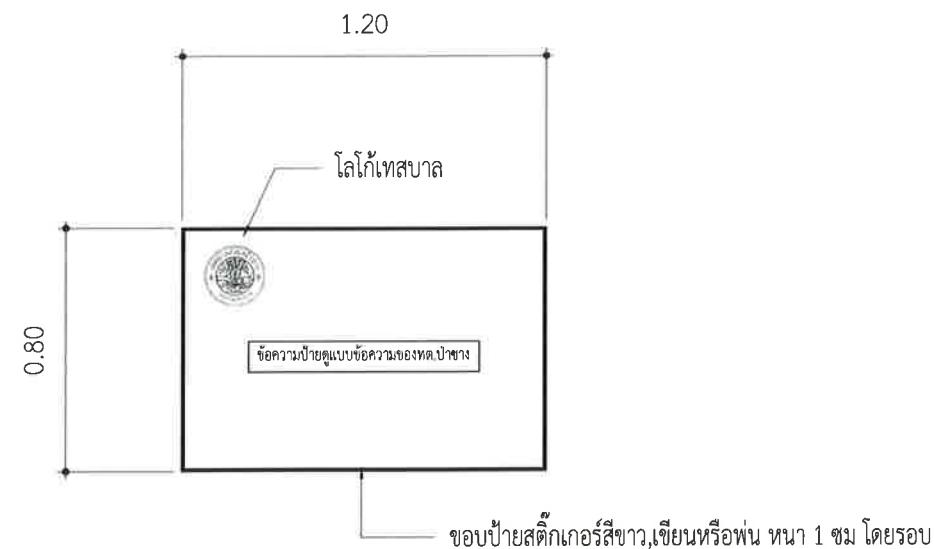 1.20
โลโก้เทสบาล
0.80
ข้อความป้ายดูแบบข้อความของทต.ป่าซาง
ขอบป้ายสติ๊กเกอร์สีขาว,เขียนหรือพ่น หนา 1 ซม โดยรอบ